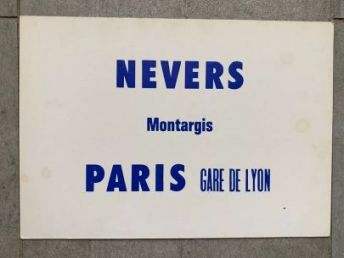 NEVERS
Montargis
PARIS GARE DE LYON